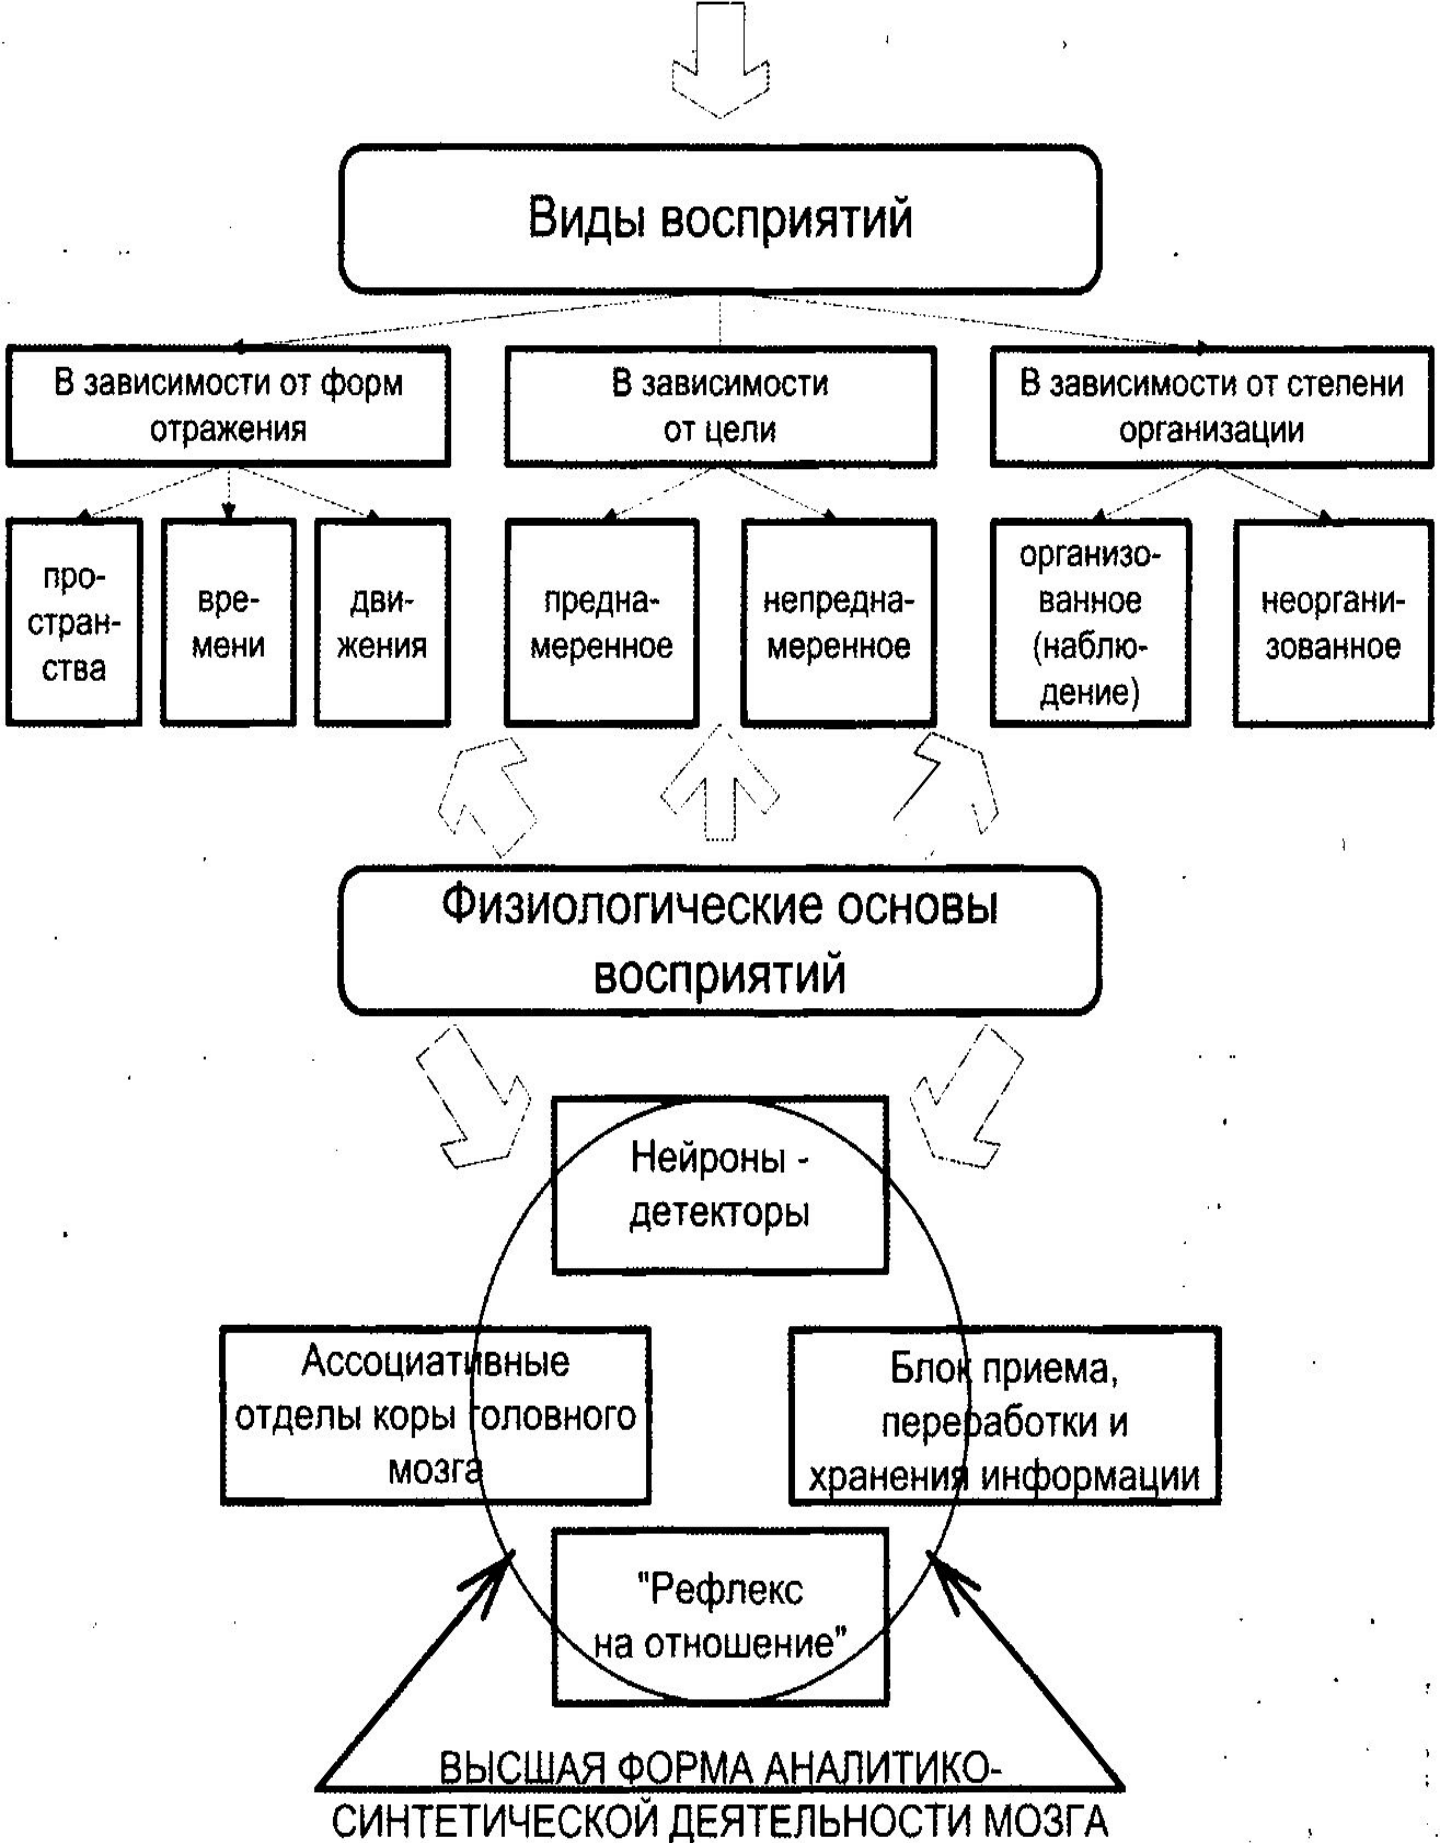 Виды восприятий
В зависимости от форм
отражения
В зависимости
от цели
В зависимости от степени
организации
про-
стран-
ства
вре-
мени
дви-
жения
предна-
меренное
непредна-
меренное
организо-
ванное
(наблю-
дение)
неоргани-
зованное
Физиологические основы
восприятий
Нейроны -
детекторы
Ассоциативные
отделы коры головного
мозга
Блок приема,
переработки и
хранения информации
"Рефлекс
на отношение"
ВЫСШАЯ ФОРМА АНАЛИТИКО-
СИНТЕТИЧЕСКОЙ ДЕЯТЕЛЬНОСТИ МОЗГА